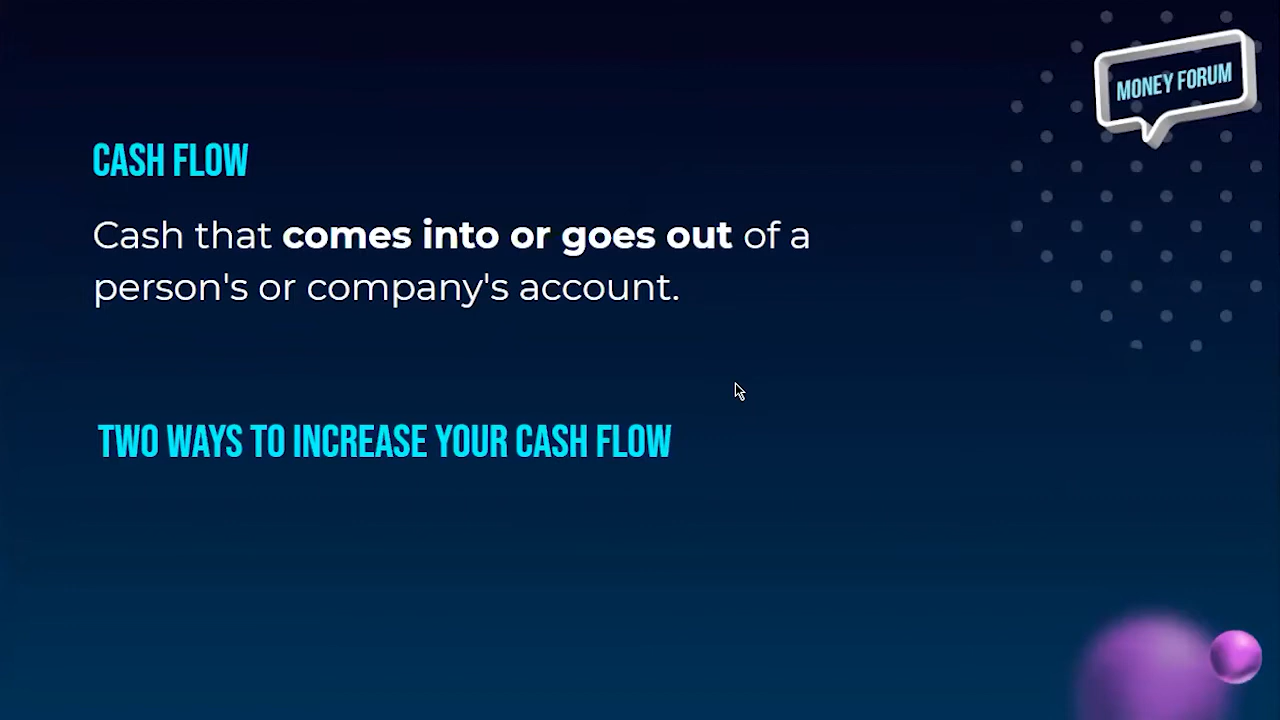 MONEY FORUM
CASH FLOW
Cash that comes into or goes out of a
person's or company's account.
TWO WAYS TO INCREASE YOUR CASH FLOW